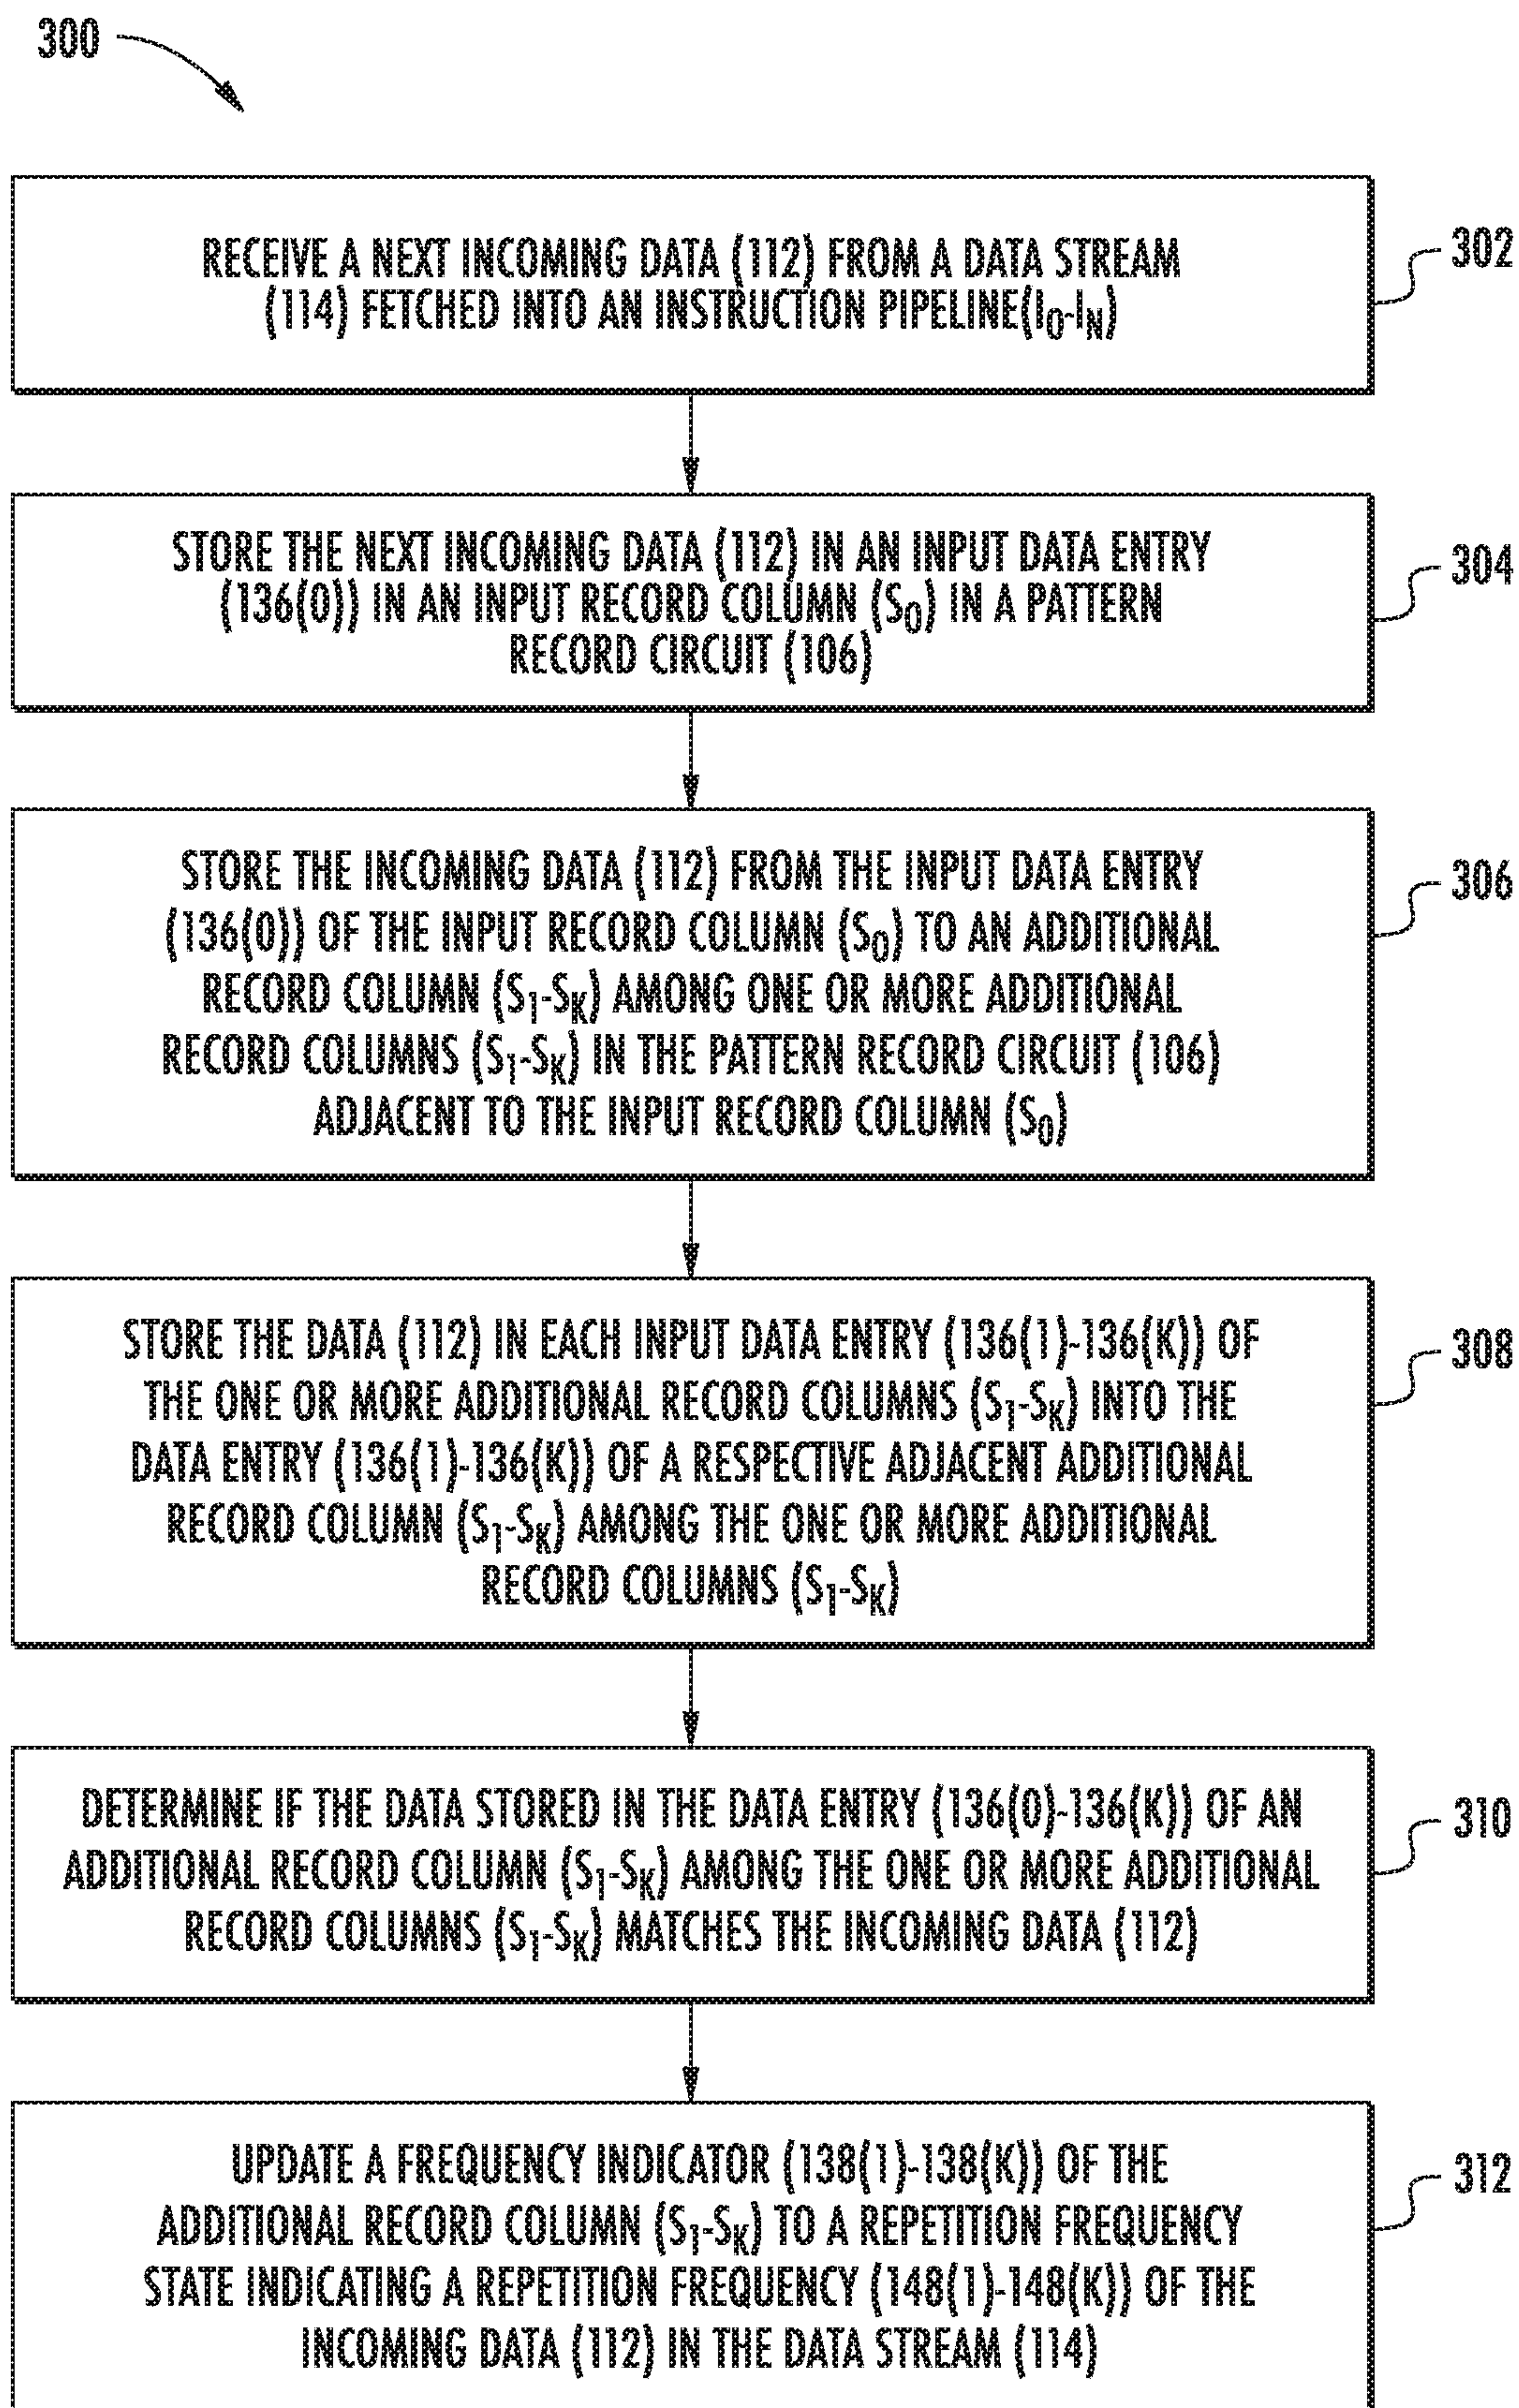 300
RECEIVE A NEXT INCOMING DATA (112) FROM A DATA STREAM
(114) FETCHED INTO AN INSTRUCTION PIPELINE(I0-IN)
302
STORE THE NEXT INCOMING DATA (112) IN AN INPUT DATA ENTRY
(136(0)) IN AN INPUT RECORD COLUMN (S0) IN A PATTERN
RECORD CIRCUIT (106)
304
STORE THE INCOMING DATA (112) FROM THE INPUT DATA ENTRY
(136(0)) OF THE INPUT RECORD COLUMN (S0) TO AN ADDITIONAL
RECORD COLUMN (S1-SK) AMONG ONE OR MORE ADDITIONAL
RECORD COLUMNS (S1-SK) IN THE PATTERN RECORD CIRCUIT (106)
ADJACENT TO THE INPUT RECORD COLUMN (S0)
306
STORE THE DATA (112) IN EACH INPUT DATA ENTRY (136(1)-136(K)) OF
THE ONE OR MORE ADDITIONAL RECORD COLUMNS (S1-SK) INTO THE
DATA ENTRY (136(1)-136(K)) OF A RESPECTIVE ADJACENT ADDITIONAL
RECORD COLUMN (S1-SK) AMONG THE ONE OR MORE ADDITIONAL
RECORD COLUMNS (S1-SK)
308
DETERMINE IF THE DATA STORED IN THE DATA ENTRY (136(0)-136(K)) OF AN
ADDITIONAL RECORD COLUMN (S1-SK) AMONG THE ONE OR MORE ADDITIONAL
RECORD COLUMNS (S1-SK) MATCHES THE INCOMING DATA (112)
310
UPDATE A FREQUENCY INDICATOR (138(1)-138(K)) OF THE
ADDITIONAL RECORD COLUMN (S1-SK) TO A REPETITION FREQUENCY
STATE INDICATING A REPETITION FREQUENCY (148(1)-148(K)) OF THE
INCOMING DATA (112) IN THE DATA STREAM (114)
312